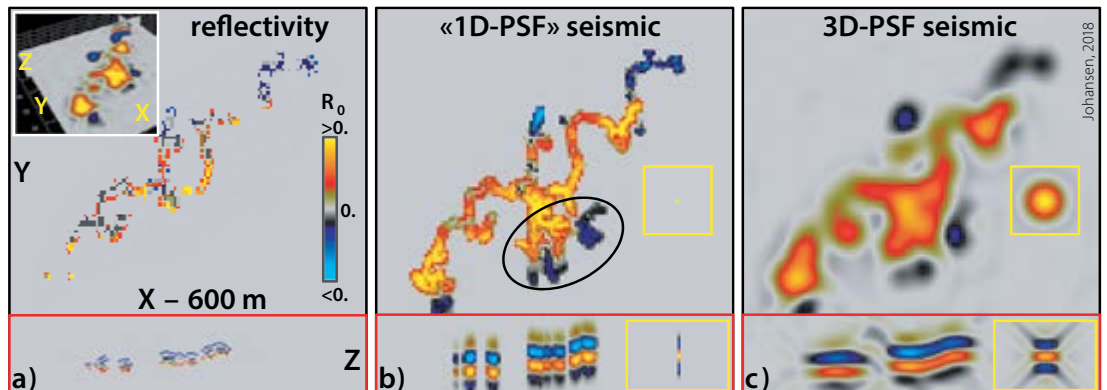 reflectivity
Z
Y
X
R0
>0.
0.
<0.
Y
X – 600 m
Z
a)
«1D-PSF» seismic
b)
3D-PSF seismic
Johansen, 2018
c)